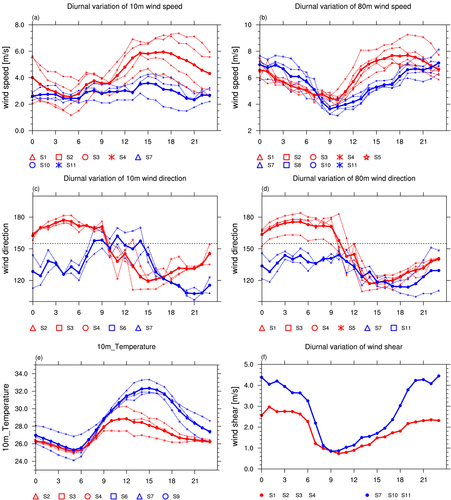 Diurnal variation of 10m wind speed
(a)
wind speed [m/s]
8.0
6.0
4.0
2.0
0.0
0 3 6 9 12 15 18 21
S1 S2 S3 S4 S7
S10 S11
Diurnal variation of 80m wind speed
(b)
wind speed [m/s]
10
8
6
4
2
0 3 6 9 12 15 18 21
S1 S2 S3 S4 S5
S7 S8 S10 S11
Diurnal variation of 10m wind direction
(c)
wind direction
180
150
120
0 3 6 9 12 15 18 21
S2 S3 S4 S6 S7
Diurnal variation of 80m wind direction
(d)
wind direction
180
150
120
0 3 6 9 12 15 18 21
S1 S3 S4 S5 S7 S11
10m_Temperature
(e)
10m_Temperature
34.0
32.0
30.0
28.0
26.0
24.0
0 3 6 9 12 15 18 21
S2 S3 S4 S6 S7 S9
Diurnal variation of wind shear
(f)
wind shear [m/s]
5.0
4.0
3.0
2.0
1.0
0.0
0 3 6 9 12 15 18 21
S1 S2 S3 S4 S7 S10 S11